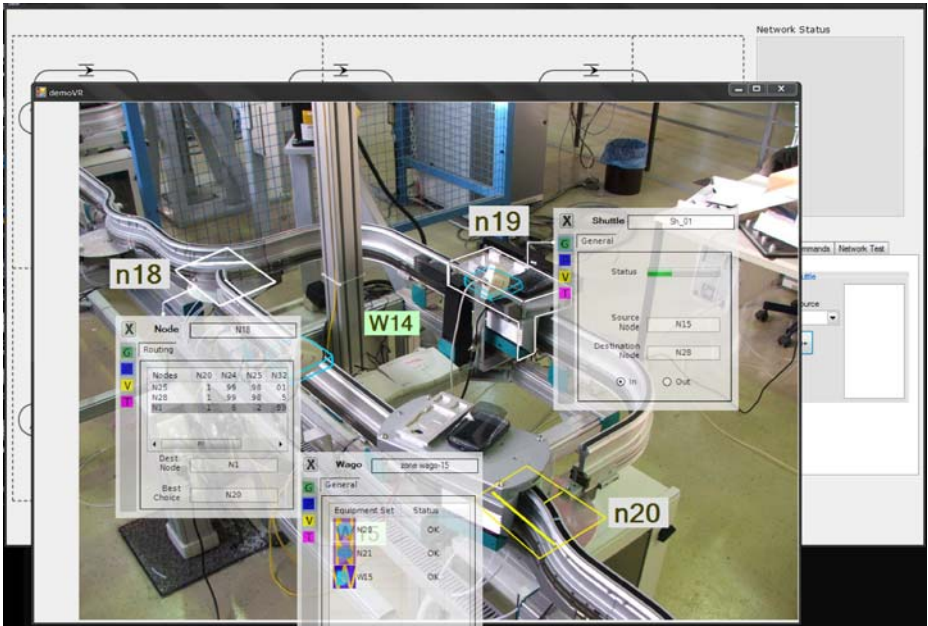 Network Status
demoVR
mmands Network Test
n19
n18
W14
n20
X Shuttle Sh_01
G General
V
T
Status
Source Node N15
Destination Node N28
In Out
X Node N18
G Routing
V
T
Nodes N20 N24 N25 N32
N25 1 99 98 01
N28 1 99 98 5
N1 1 6 2 99
Dest. Node N1
Best Choice N20
X Wago zone wago-15
G General
V
T
Equipment Set Status
N20 OK
N21 OK
W15 OK